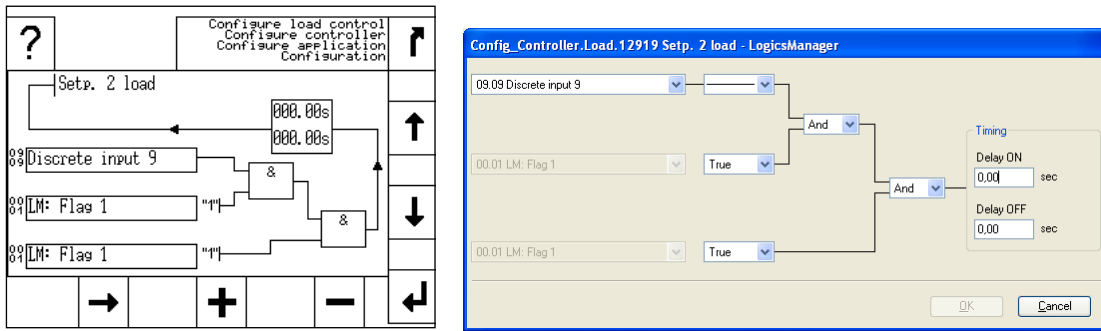 ?
Configure load control
Configure controller
Configure application
Configuration
Setp. 2 load
000.00s
000.00s
09
09
Discrete input 9
&
00
01
LM: Flag 1
"1"
&
00
01
LM: Flag 1
"1"
Config_Controller.Load.12919 Setp. 2 load - LogicsManager
09.09 Discrete input 9
And
Timing
Delay ON
0,00 sec
00.01 LM: Flag 1
True
And
Delay OFF
0,00 sec
00.01 LM: Flag 1
True
OK
Cancel